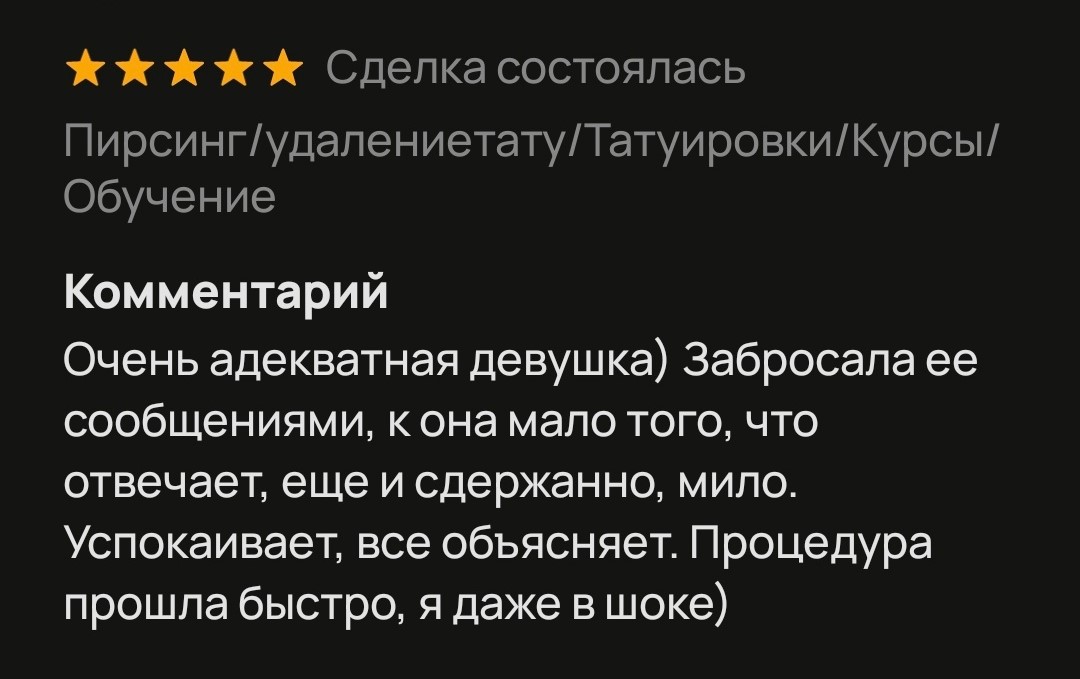 Сделка состоялась
Пирсинг/удалениетату/Татуировки/Курсы/
Обучение
Комментарий
Очень адекватная девушка) Забросала ее
сообщениями, к она мало того, что
отвечает, еще и сдержанно, мило.
Успокаивает, все объясняет. Процедура
прошла быстро, я даже в шоке)